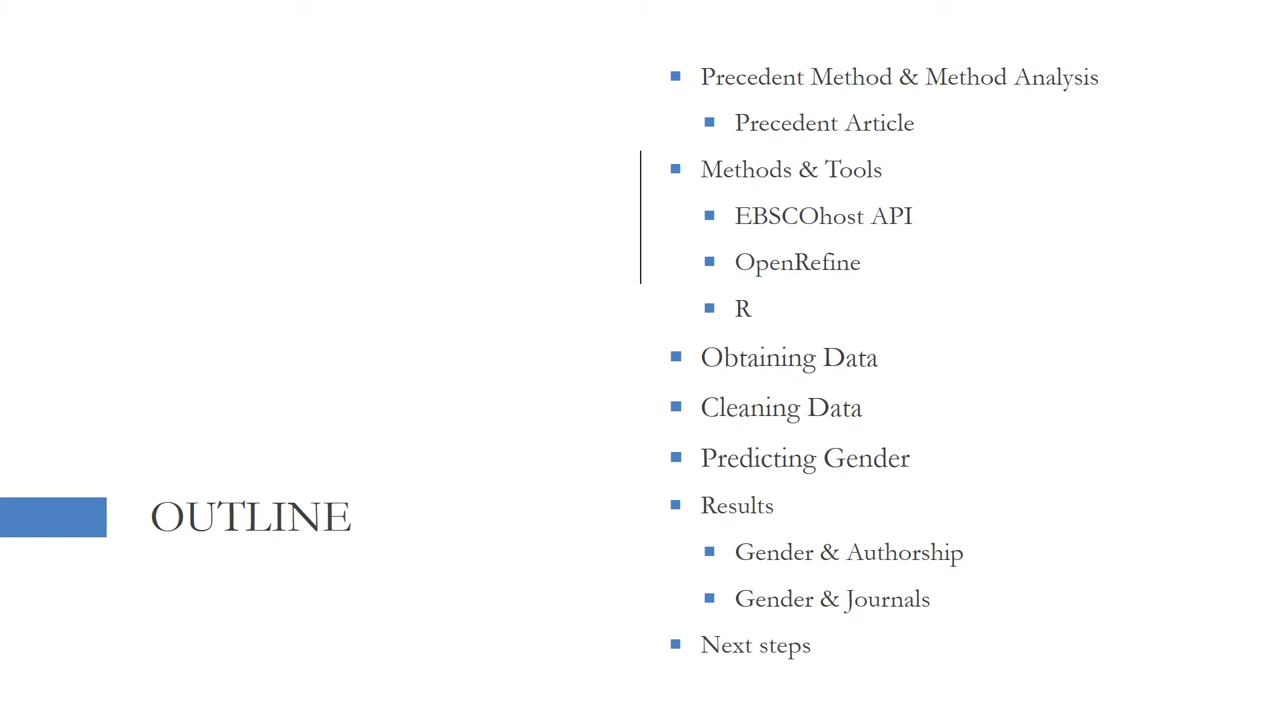 OUTLINE
Precedent Method & Method Analysis
Precedent Article
Methods & Tools
EBSCOhost API
OpenRefine
R
Obtaining Data
Cleaning Data
Predicting Gender
Results
Gender & Authorship
Gender & Journals
Next steps